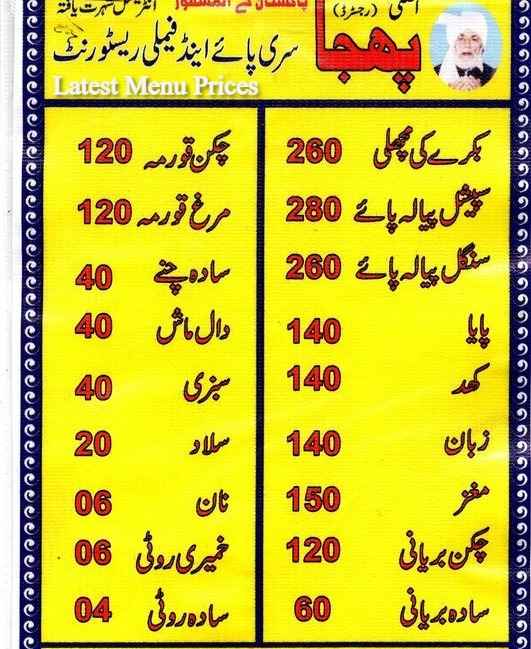 پاکستان کے المشہور انٹرنیشنل شہرت یافتہ
اصلی (رجسٹرڈ)
پھجا
سری پائے اینڈ فیملی ریسٹورنٹ
Latest Menu Prices
بکرے کی مچھلی 260
سپیشل پیالہ پائے 280
سنگل پیالہ پائے 260
پایا 140
کھد 140
زبان 140
مغز 150
چکن بریانی 120
سادہ بریانی 60
چکن قورمہ 120
مرغ قورمہ 120
سادہ چنے 40
دال ماش 40
سبزی 40
سلاد 20
نان 06
خمیری روٹی 06
سادہ روٹی 04